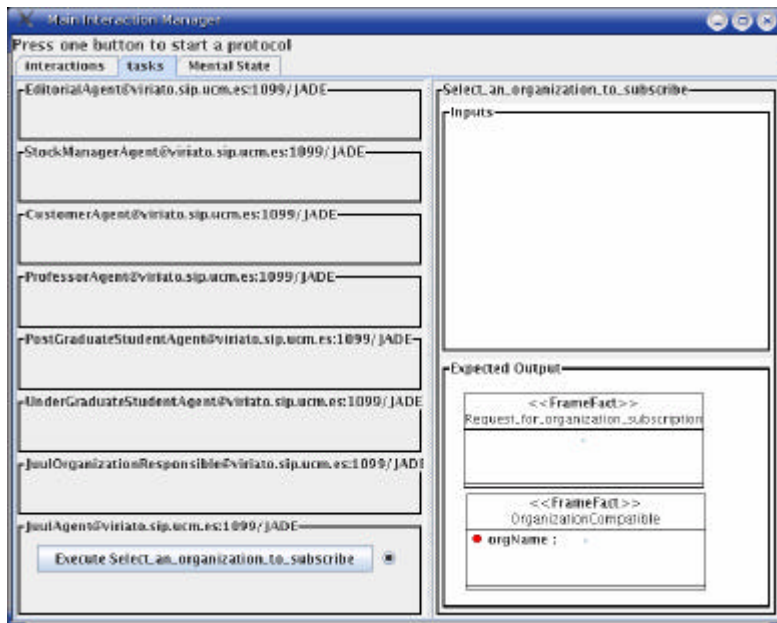 Main Interaction Manager
Press one button to start a protocol
interactions tasks Mental State
EditorialAgent@viriato.sip.ucm.es:1099/JADE
StockManagerAgent@viriato.sip.ucm.es:1099/JADE
CustomerAgent@viriato.sip.ucm.es:1099/JADE
ProfessorAgent@viriato.sip.ucm.es:1099/JADE
PostGraduateStudentAgent@viriato.sip.ucm.es:1099/JADE
UnderGraduateStudentAgent@viriato.sip.ucm.es:1099/JADE
JuulOrganizationResponsible@viriato.sip.ucm.es:1099/JADE
JuulAgent@viriato.sip.ucm.es:1099/JADE
Execute Select_an_organization_to_subscribe
Select_an_organization_to_subscribe
Inputs
Expected Output
<<FrameFact>>
Request_for_organization_subscription
<<FrameFact>>
OrganizationCompatible
orgName :